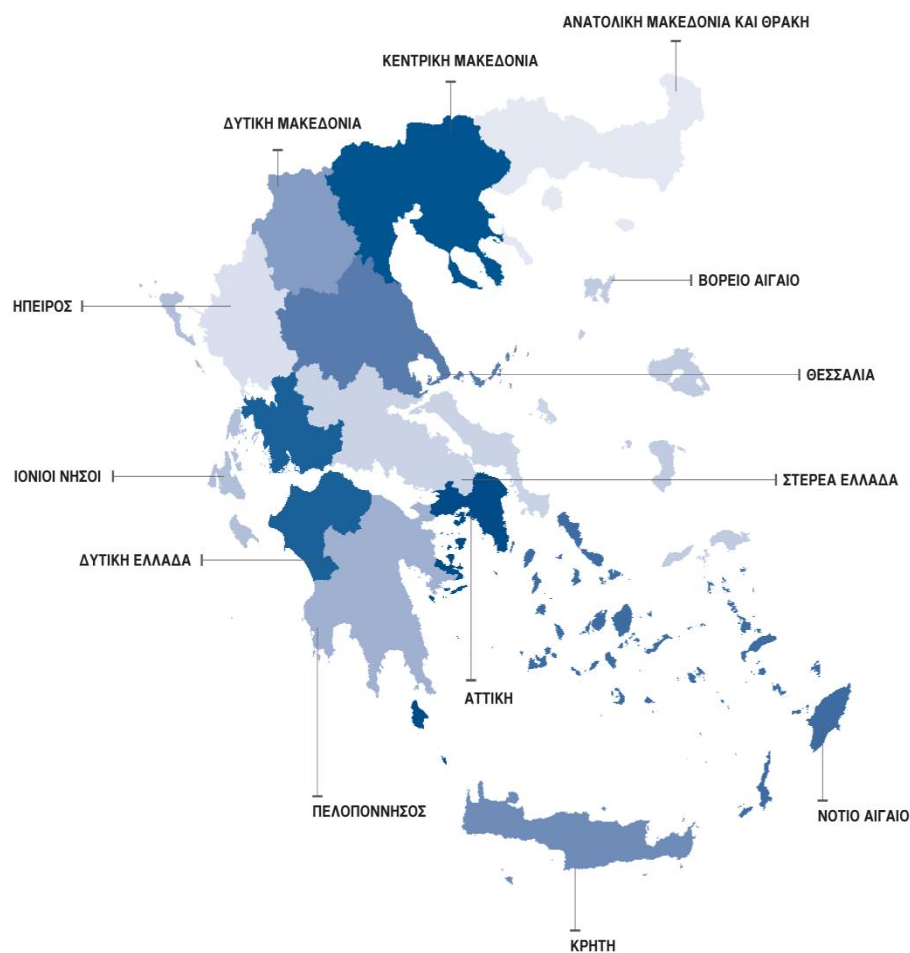 ΑΝΑΤΟΛΙΚΗ ΜΑΚΕΔΟΝΙΑ ΚΑΙ ΘΡΑΚΗ
ΚΕΝΤΡΙΚΗ ΜΑΚΕΔΟΝΙΑ
ΔΥΤΙΚΗ ΜΑΚΕΔΟΝΙΑ
ΒΟΡΕΙΟ ΑΙΓΑΙΟ
ΗΠΕΙΡΟΣ
ΘΕΣΣΑΛΙΑ
ΙΟΝΙΟΙ ΝΗΣΟΙ
ΣΤΕΡΕΑ ΕΛΛΑΔΑ
ΔΥΤΙΚΗ ΕΛΛΑΔΑ
ΑΤΤΙΚΗ
ΠΕΛΟΠΟΝΝΗΣΟΣ
ΝΟΤΙΟ ΑΙΓΑΙΟ
ΚΡΗΤΗ